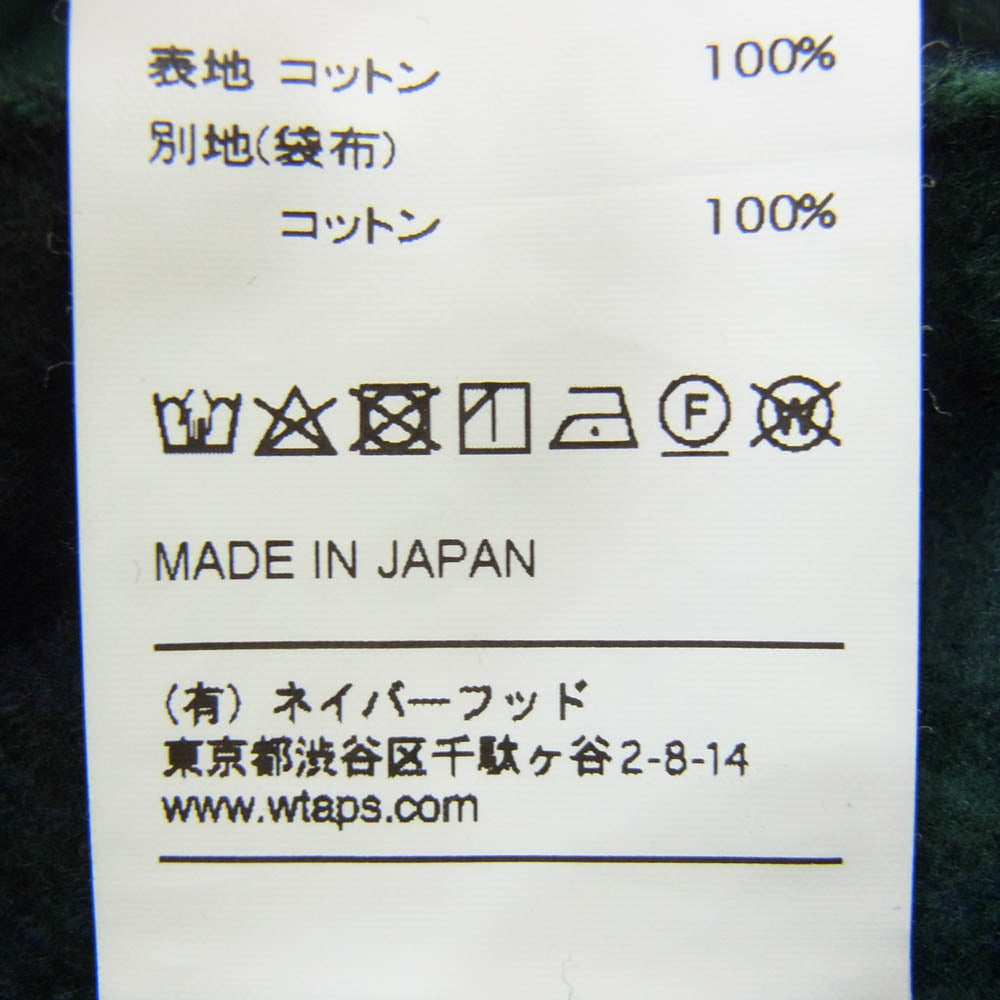 表地 コットン 100%
別地(袋布)
コットン 100%
F W
MADE IN JAPAN
(有) ネイバーフッド
東京都渋谷区千駄ヶ谷2-8-14
www.wtaps.com